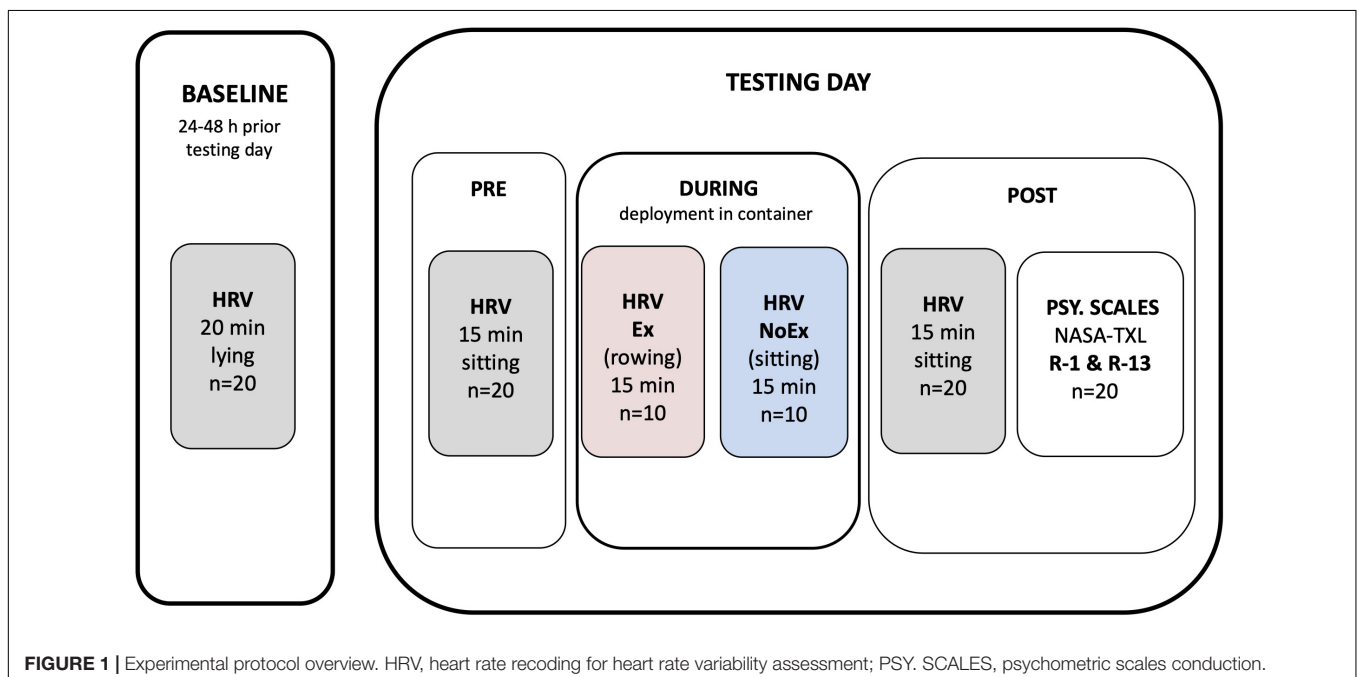 BASELINE
24-48 h prior
testing day
HRV
20 min
lying
n=20
TESTING DAY
PRE
HRV
15 min
sitting
n=20
DURING
deployment in container
HRV
Ex
(rowing)
15 min
n=10
HRV
NoEx
(sitting)
15 min
n=10
POST
HRV
15 min
sitting
n=20
PSY. SCALES
NASA-TXL
R-1 & R-13
n=20
FIGURE 1 | Experimental protocol overview. HRV, heart rate recoding for heart rate variability assessment; PSY. SCALES, psychometric scales conduction.